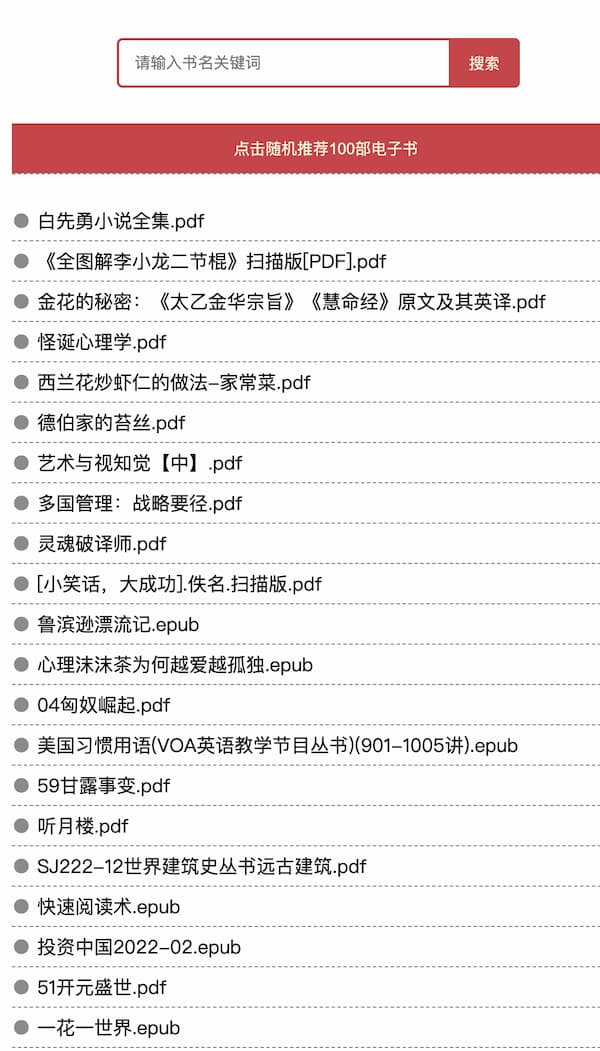 请输入书名关键词
搜索
点击随机推荐100部电子书
白先勇小说全集.pdf
《全图解李小龙二节棍》扫描版[PDF].pdf
金花的秘密：《太乙金华宗旨》《慧命经》原文及其英译.pdf
怪诞心理学.pdf
西兰花炒虾仁的做法–家常菜.pdf
德伯家的苔丝.pdf
艺术与视知觉【中】.pdf
多国管理：战略要径.pdf
灵魂破译师.pdf
[小笑话，大成功].佚名.扫描版.pdf
鲁滨逊漂流记.epub
心理沫沫茶为何越爱越孤独.epub
04匈奴崛起.pdf
美国习惯用语(VOA英语教学节目丛书)(901–1005讲).epub
59甘露事变.pdf
听月楼.pdf
SJ222–12世界建筑史丛书远古建筑.pdf
快速阅读术.epub
投资中国2022–02.epub
51开元盛世.pdf
一花一世界.epub